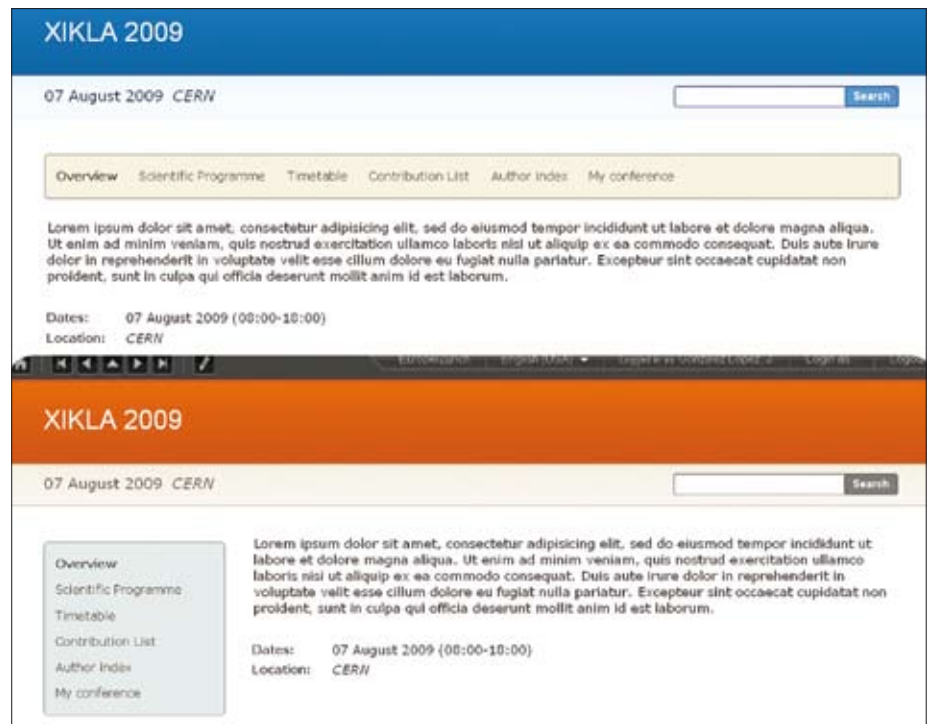 XIKLA 2009
07 August 2009 CERN
Search
Overview Scientific Programme Timetable Contribution List Author Index My conference
Lorem ipsum dolor sit amet, consectetur adipisicing elit, sed do eiusmod tempor incididunt ut labore et dolore magna aliqua.
Ut enim ad minim veniam, quis nostrud exercitation ullamco laboris nisi ut aliquip ex ea commodo consequat. Duis aute irure
dolor in reprehenderit in voluptate velit esse cillum dolore eu fugiat nulla pariatur. Excepteur sint occaecat cupidatat non
proident, sunt in culpa qui officia deserunt mollit anim id est laborum.
Dates: 07 August 2009 (08:00-18:00)
Location: CERN
XIKLA 2009
07 August 2009 CERN
Search
Overview
Scientific Programme
Timetable
Contribution List
Author Index
My conference
Lorem ipsum dolor sit amet, consectetur adipisicing elit, sed do eiusmod tempor incididunt ut
labore et dolore magna aliqua. Ut enim ad minim veniam, quis nostrud exercitation ullamco
laboris nisi ut aliquip ex ea commodo consequat. Duis aute irure dolor in reprehenderit in
voluptate velit esse cillum dolore eu fugiat nulla pariatur. Excepteur sint occaecat cupidatat non
proident, sunt in culpa qui officia deserunt mollit anim id est laborum.
Dates: 07 August 2009 (08:00-18:00)
Location: CERN